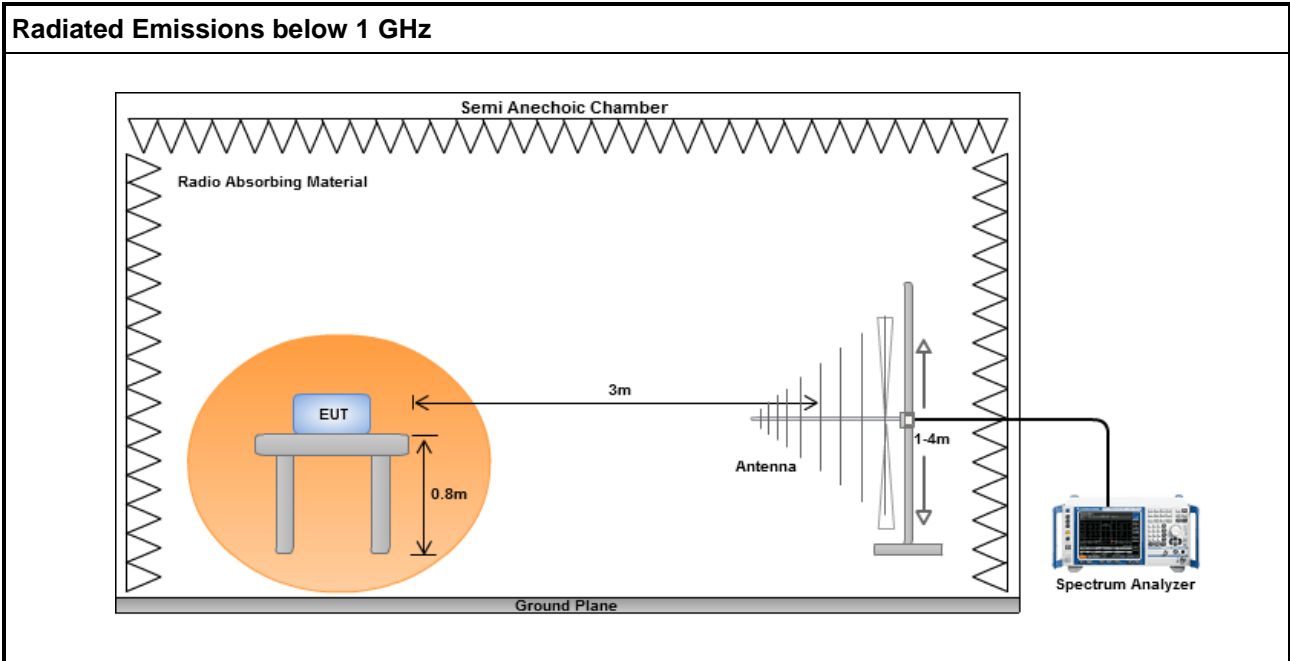 Radiated Emissions below 1 GHz
Semi Anechoic Chamber
Radio Absorbing Material
3m
EUT
1-4m
Antenna
0.8m
Spectrum Analyzer
Ground Plane